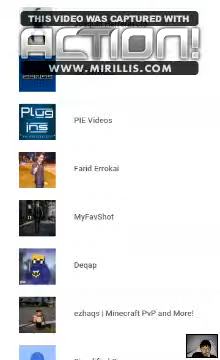 THIS VIDEO WAS CAPTURED WITH
ACTION!
WWW.MIRILLIS.COM
Plug
ins
PIE Videos
Farid Errokai
MyFavShot
Deqap
ezhaqs | Minecraft PvP and More!